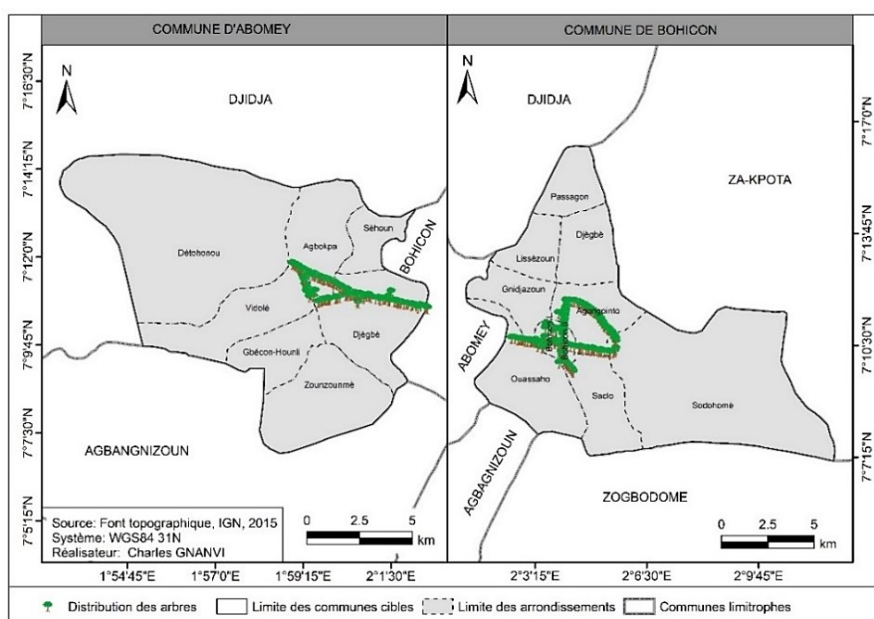 COMMUNE D'ABOMEY
COMMUNE DE BOHICON
N
DJIDJA
Sèhoun
Agbokpa
Détohonou
BOHICON
Vidolé
Djègbè
Gbècon-Hounli
Zounzounmè
AGBANGNIZOUN
7°16'30"N
7°14'15"N
7°12'0"N
7°9'45"N
7°7'30"N
7°5'15"N
Source: Font topographique, IGN, 2015
Système: WGS84 31N
Réalisateur: Charles GNANVI
0 2.5 5
km
1°54'45"E 1°57'0"E 1°59'15"E 2°1'30"E
N
DJIDJA
ZA-KPOTA
Passagon
Djègbè
Lissèzoun
Gnidjazoun
Agongointo
ABOMEY
Ouassaho
Saclo
Sodohomè
AGBAGNIZOUN
ZOGBODOME
7°17'0"N
7°13'45"N
7°10'30"N
7°7'15"N
0 2.5 5
km
2°3'15"E 2°6'30"E 2°9'45"E
Distribution des arbres Limite des communes cibles Limite des arrondissements Communes limitrophes